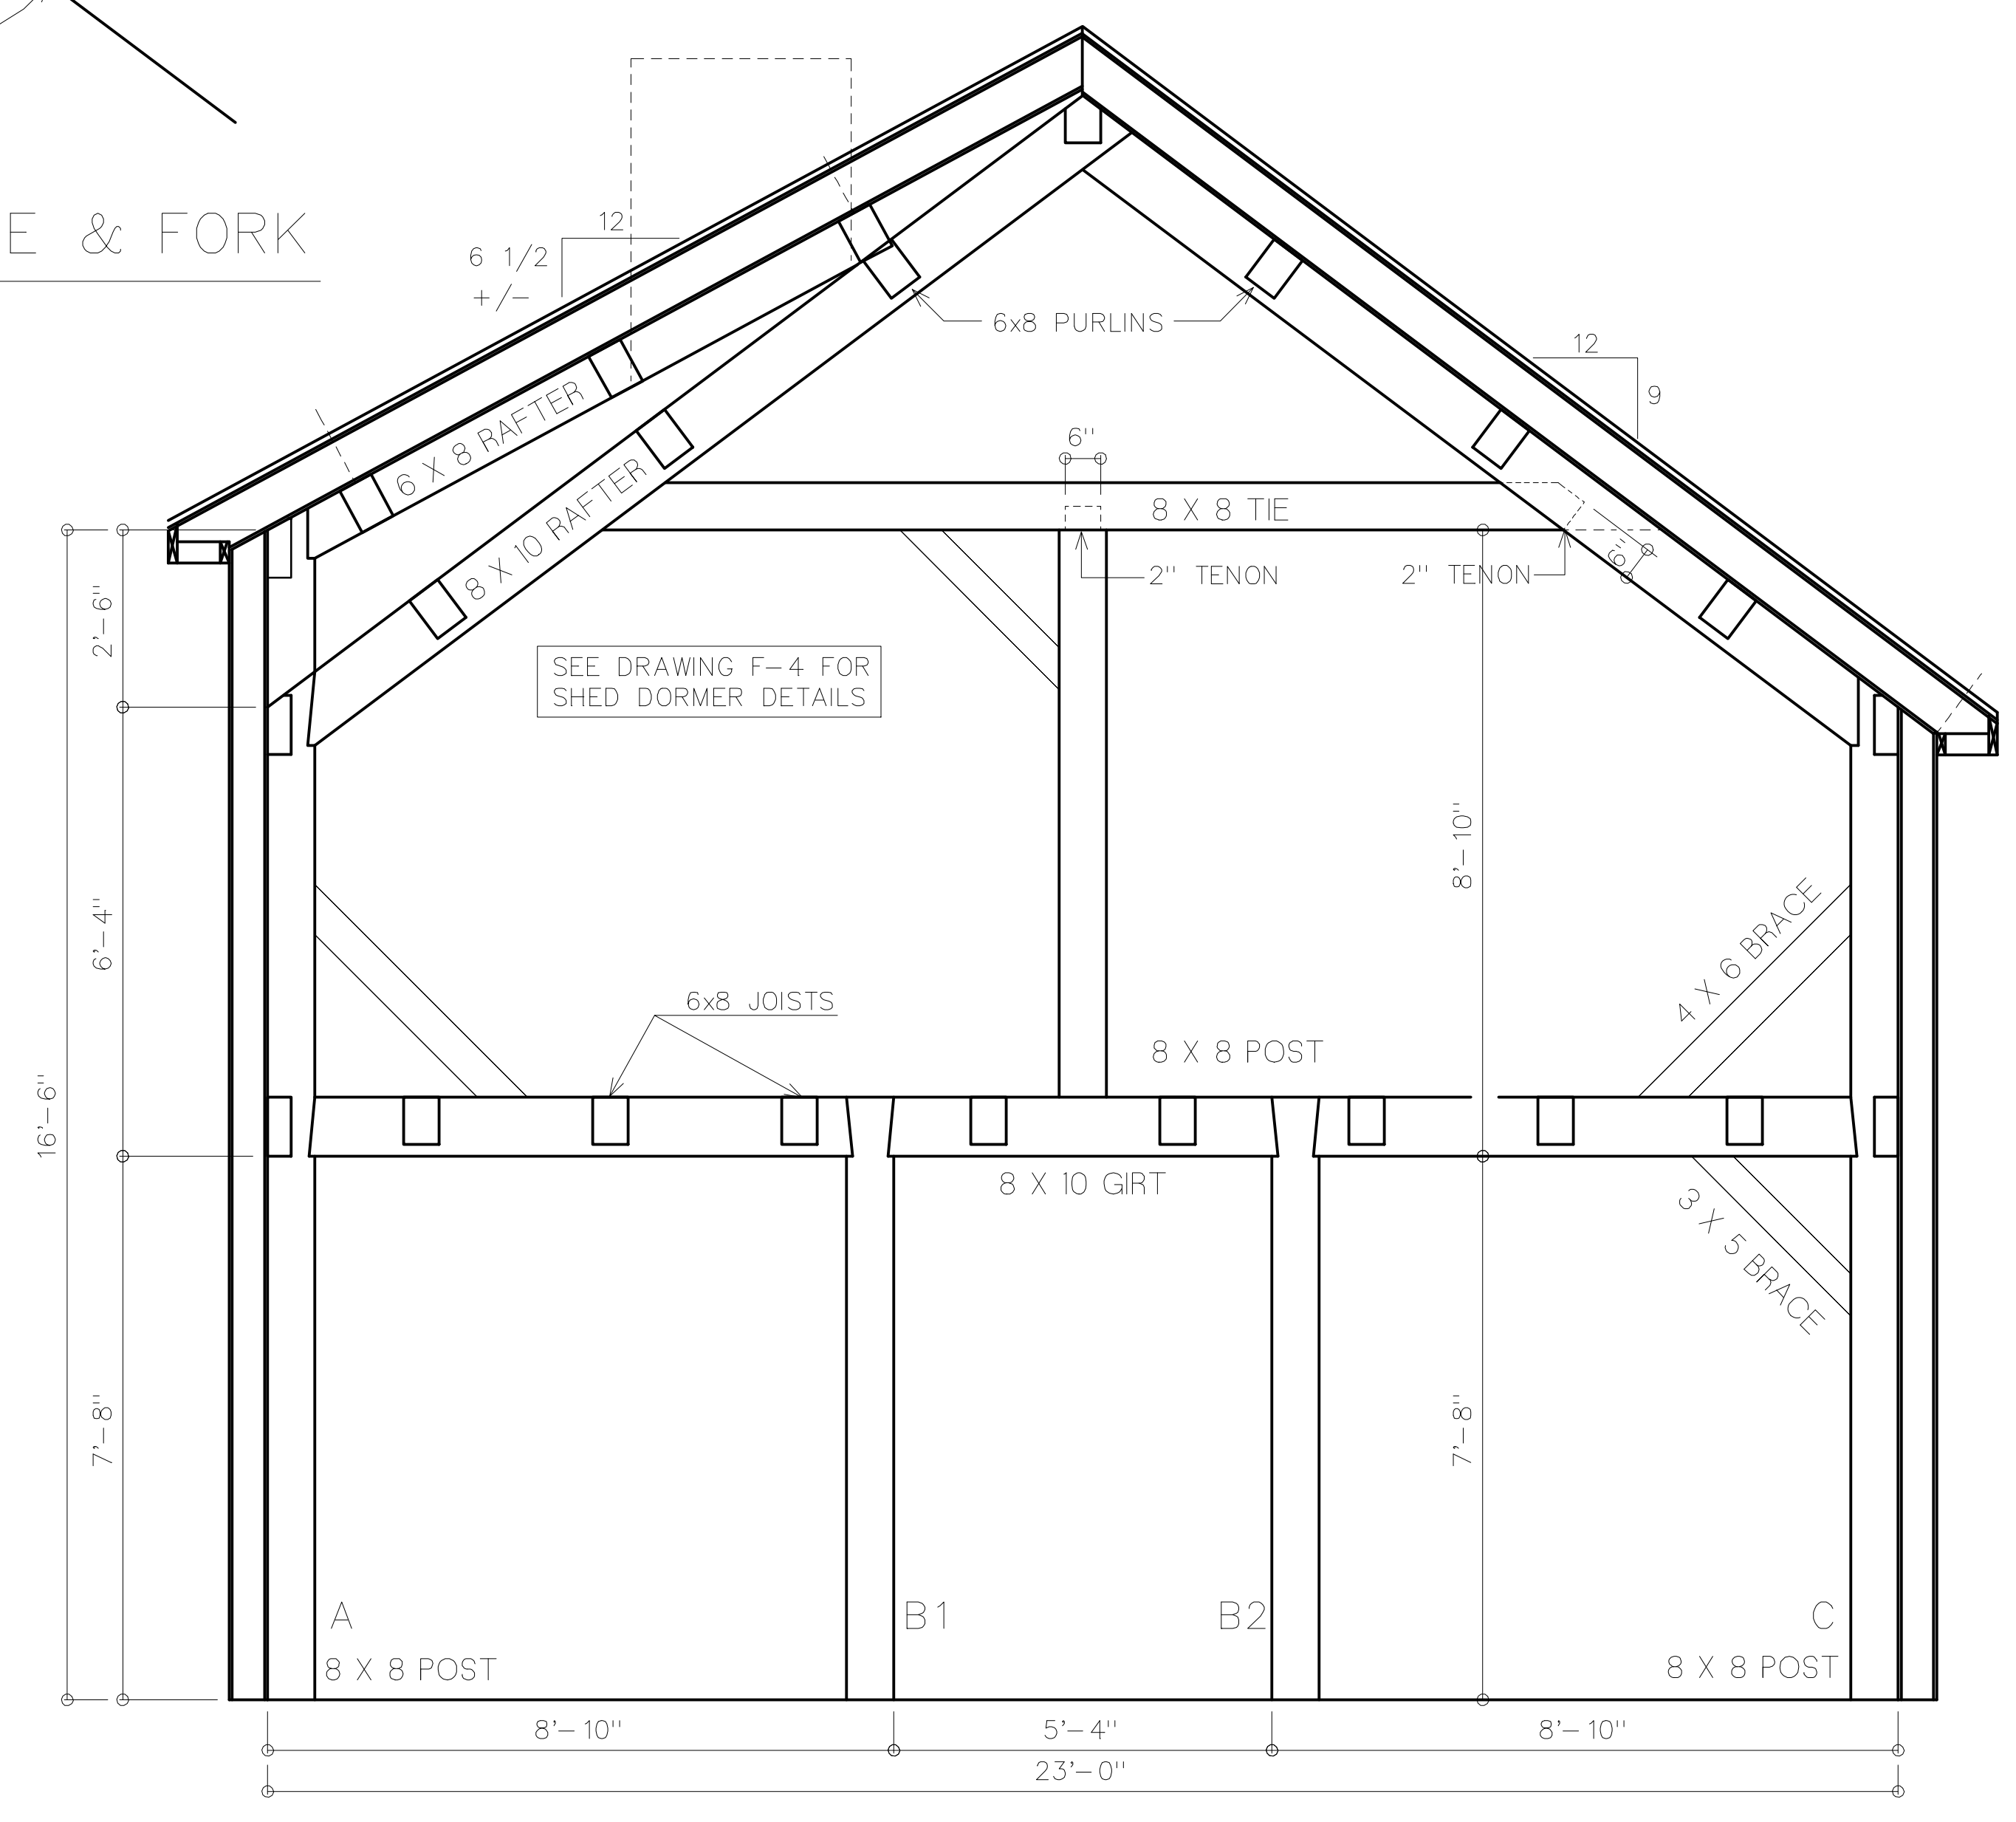 E & FORK
12
6 1/2
+/-
6x8 PURLINS
12
9
6 X 8 RAFTER
8 X 10 RAFTER
6"
8 X 8 TIE
2" TENON
2" TENON
6"
SEE DRAWING F-4 FOR
SHED DORMER DETAILS
2'-6"
6'-4"
16'-6"
7'-8"
8'-10"
4 X 6 BRACE
6x8 JOISTS
8 X 8 POST
8 X 10 GIRT
3 X 5 BRACE
7'-8"
A
B1
B2
C
8 X 8 POST
8 X 8 POST
8'-10"
5'-4"
8'-10"
23'-0"